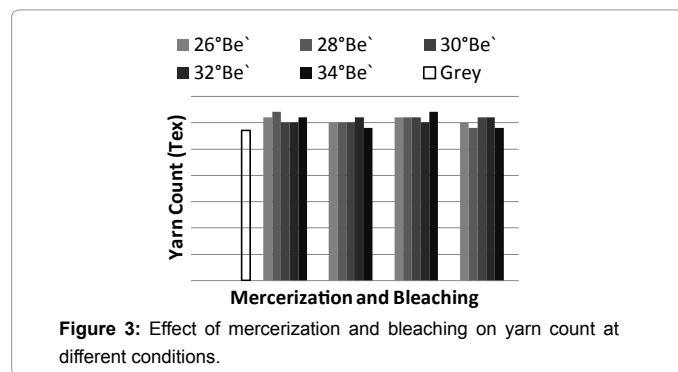 26°Be` 28°Be` 30°Be`
32°Be` 34°Be` Grey
Yarn Count (Tex)
Mercerization and Bleaching
Figure 3: Effect of mercerization and bleaching on yarn count at
different conditions.